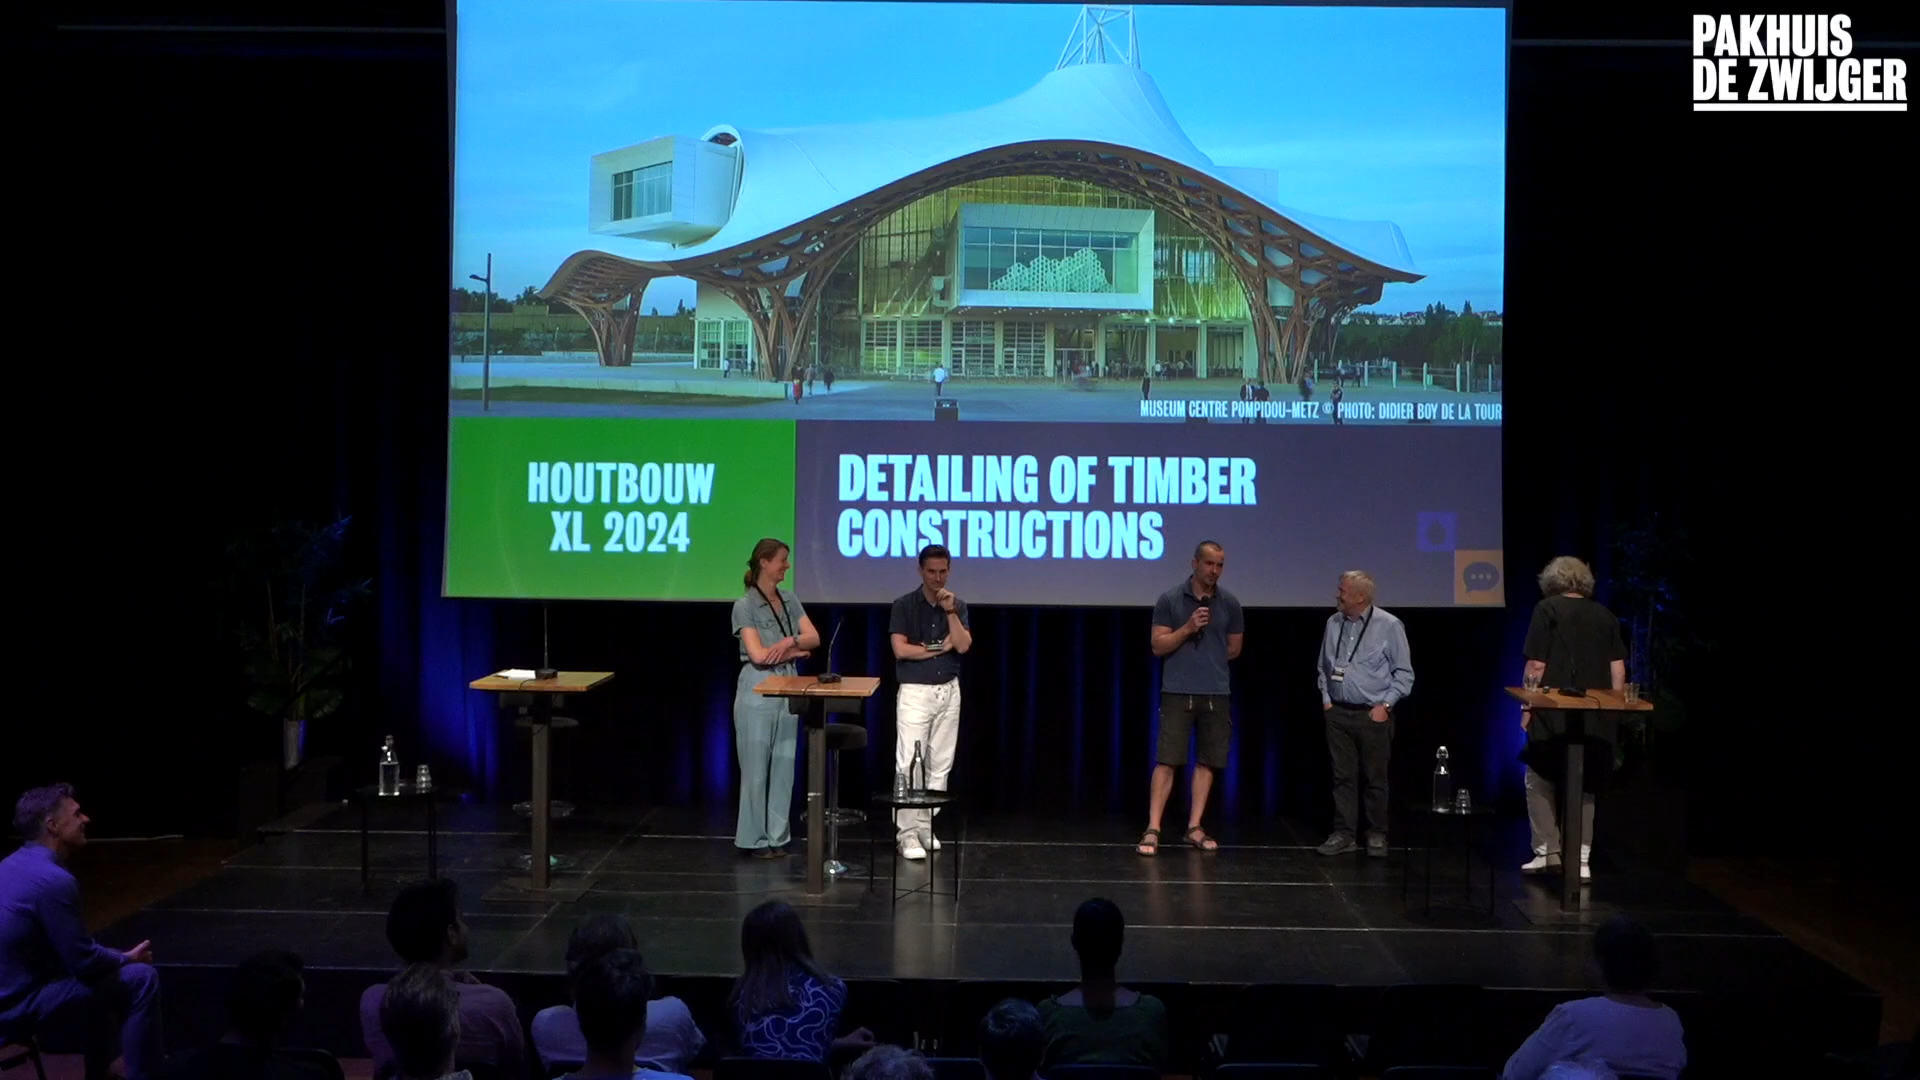 PAKHUIS
DE ZWIJGER
MUSEUM CENTRE POMPIDOU-METZ © PHOTO: DIDIER BOY DE LA TOUR
HOUTBOUW
XL 2024
DETAILING OF TIMBER
CONSTRUCTIONS